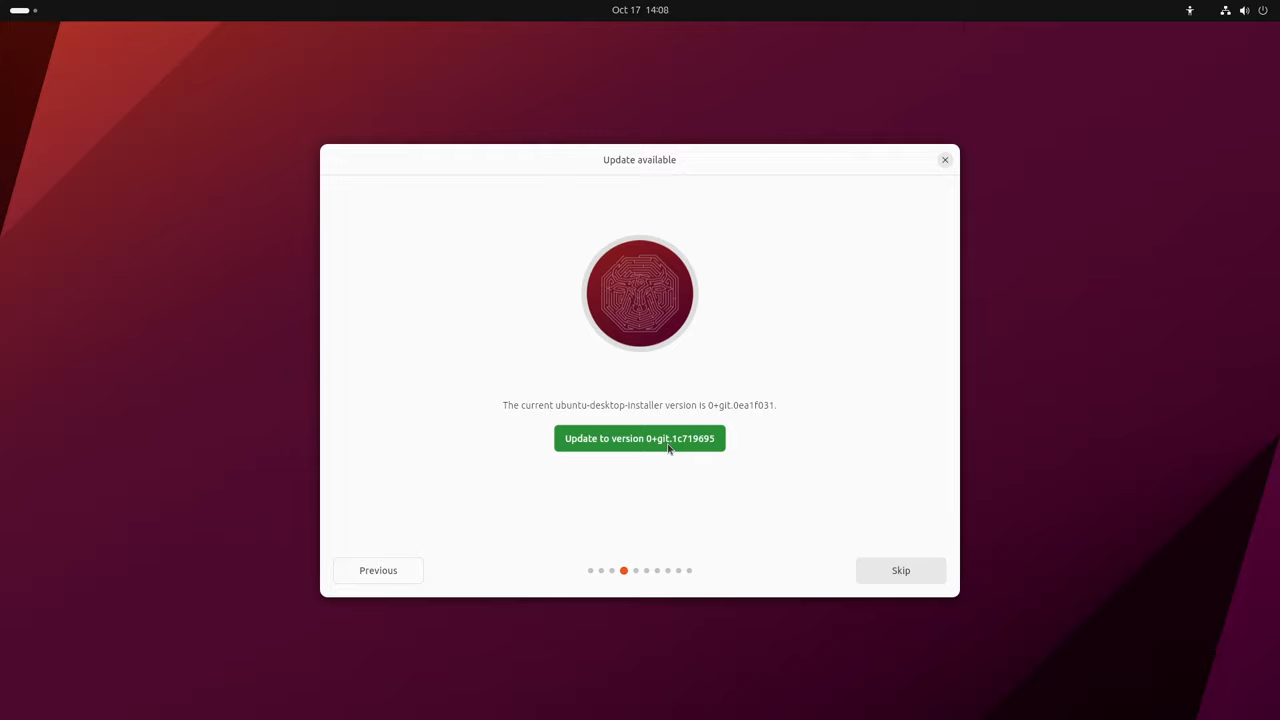 Oct 17 14:08
Update available
The current ubuntu-desktop-installer version is 0+git.0ea1f031.
Update to version 0+git.1c719695
Previous
Skip